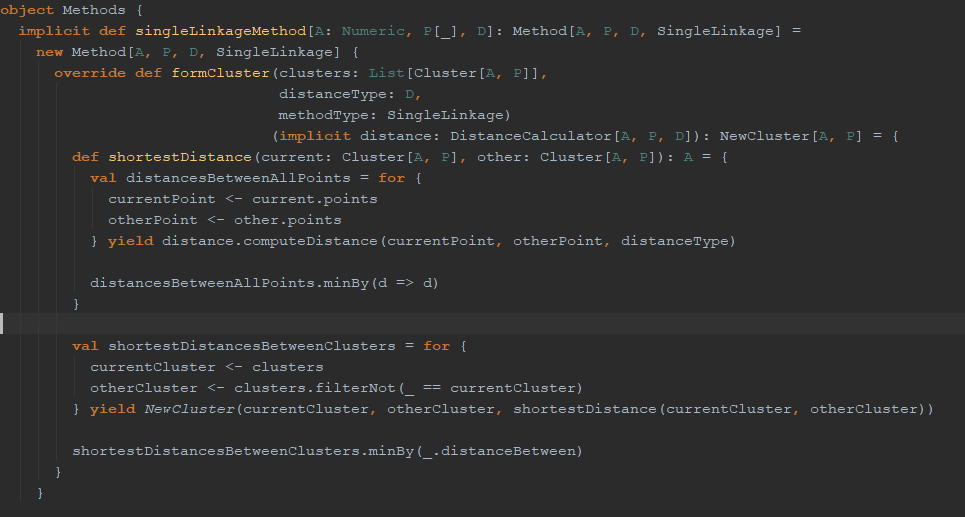 object Methods {
  implicit def singleLinkageMethod[A: Numeric, P[_], D]: Method[A, P, D, SingleLinkage] =
    new Method[A, P, D, SingleLinkage] {
      override def formCluster(clusters: List[Cluster[A, P]],
                               distanceType: D,
                               methodType: SingleLinkage)
                              (implicit distance: DistanceCalculator[A, P, D]): NewCluster[A, P] = {
        def shortestDistance(current: Cluster[A, P], other: Cluster[A, P]): A = {
          val distancesBetweenAllPoints = for {
            currentPoint <- current.points
            otherPoint <- other.points
          } yield distance.computeDistance(currentPoint, otherPoint, distanceType)

          distancesBetweenAllPoints.minBy(d => d)
        }

        val shortestDistancesBetweenClusters = for {
          currentCluster <- clusters
          otherCluster <- clusters.filterNot(_ == currentCluster)
        } yield NewCluster(currentCluster, otherCluster, shortestDistance(currentCluster, otherCluster))

        shortestDistancesBetweenClusters.minBy(_.distanceBetween)
      }
    }